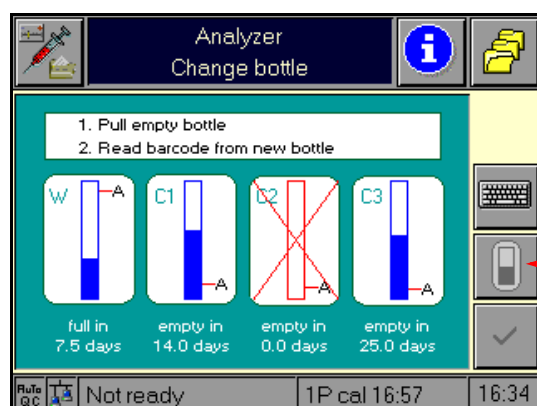 Analyzer
Change bottle
i
1. Pull empty bottle
2. Read barcode from new bottle
W A C1 A C2 A C3 A
full in empty in empty in empty in
7.5 days 14.0 days 0.0 days 25.0 days
Auto QC Not ready 1P cal 16:57 16:34